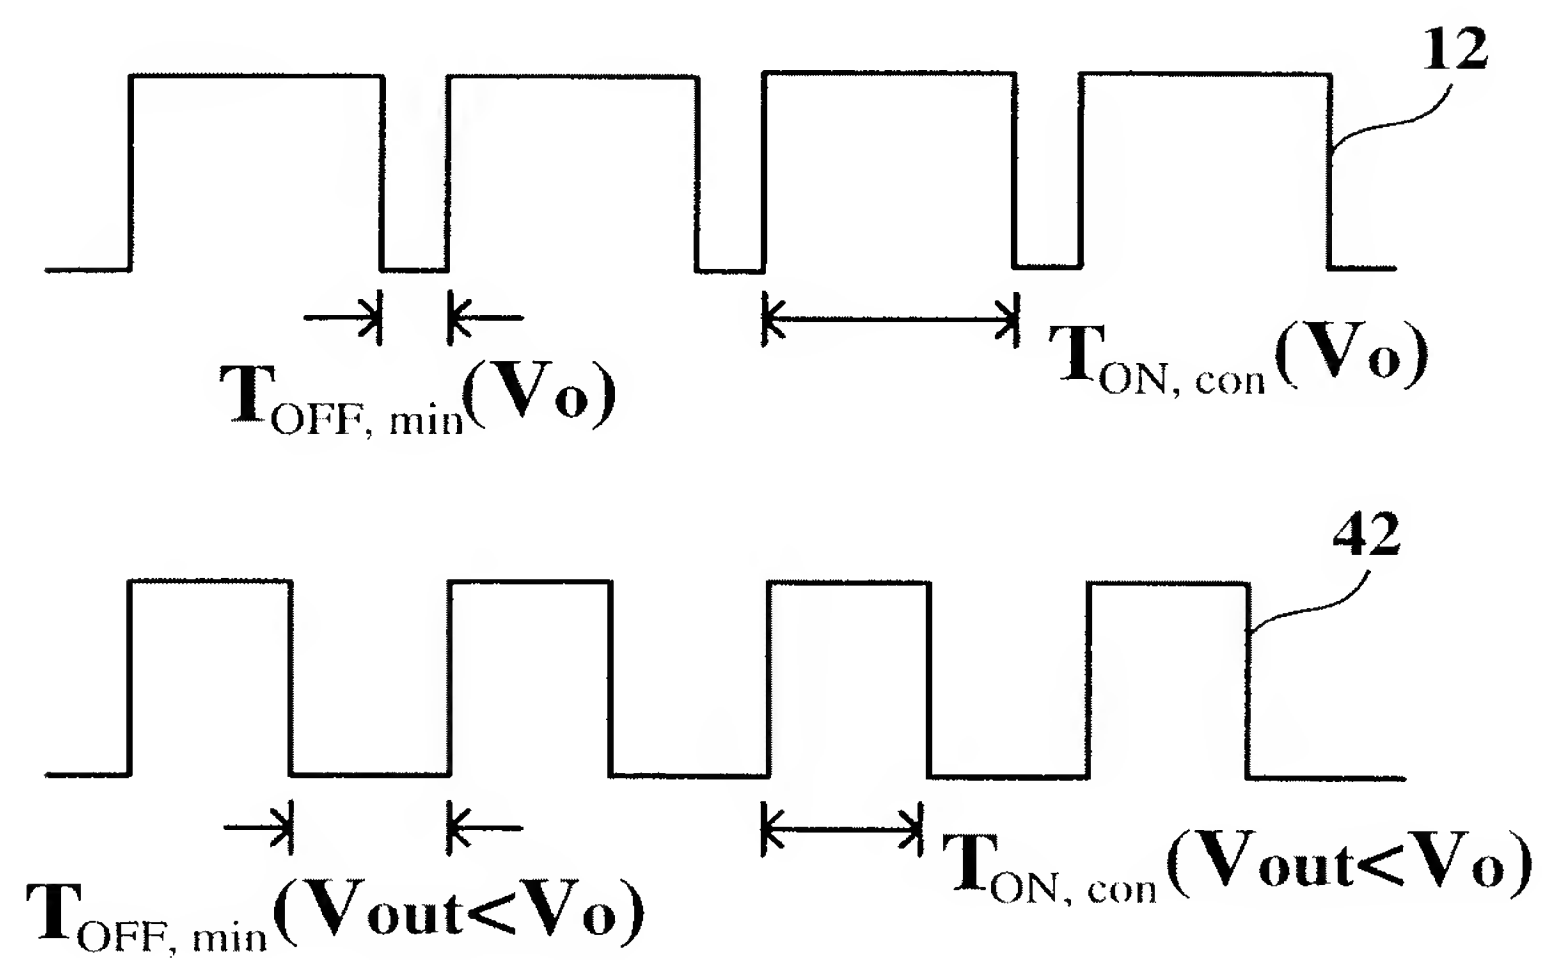 12
TOFF, min(Vo)
TON, con(Vo)
42
TOFF, min(Vout<Vo)
TON, con(Vout<Vo)